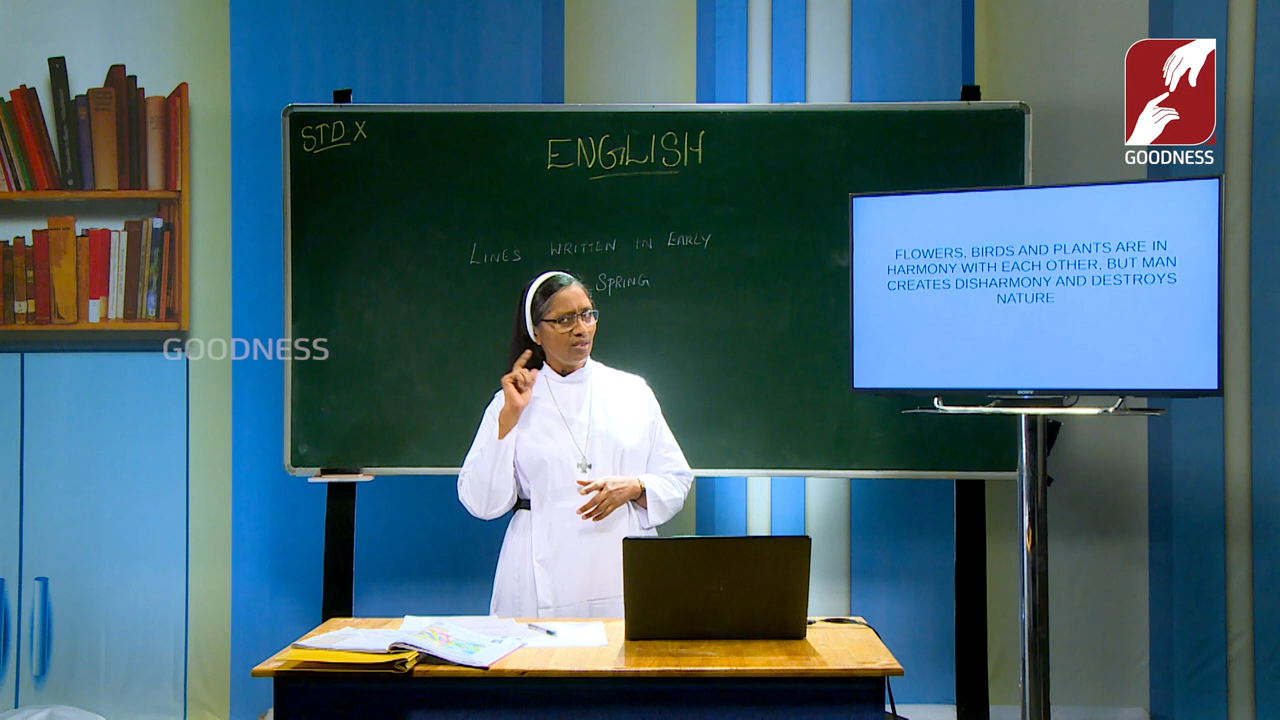 STD X
ENGLISH
LINES WRITTEN IN EARLY
SPRING
FLOWERS, BIRDS AND PLANTS ARE IN
HARMONY WITH EACH OTHER, BUT MAN
CREATES DISHARMONY AND DESTROYS
NATURE
SONY
GOODNESS
GOODNESS